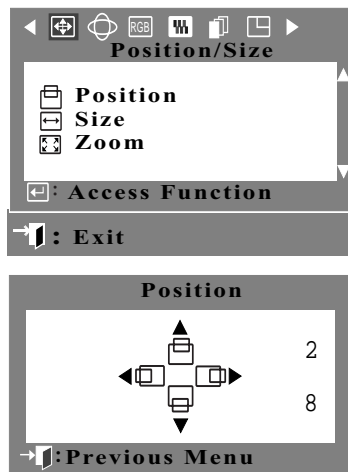 RGB
Position/Size
Position
Size
Zoom
: Access Function
: Exit
Position
2
8
:Previous Menu